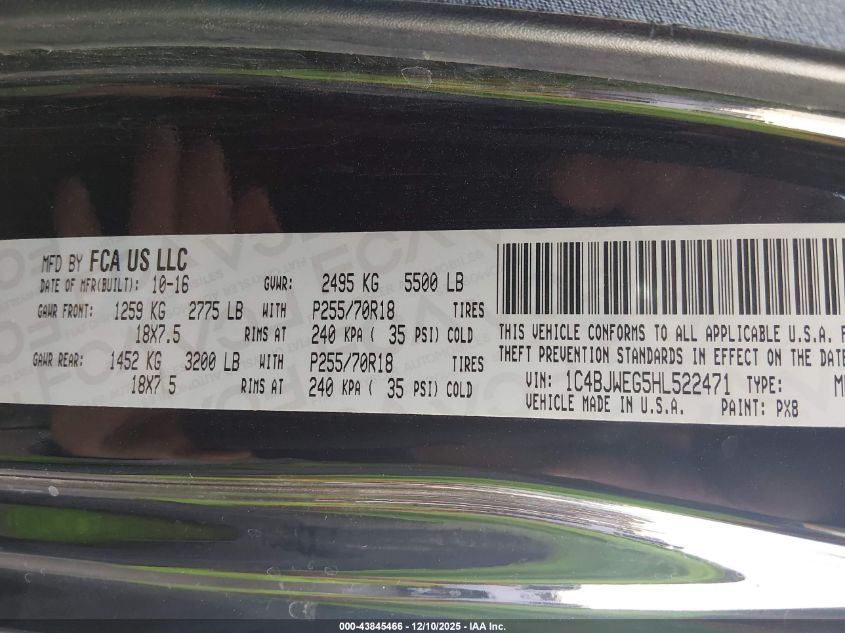 MFD BY FCA US LLC
DATE OF MFR(BUILT): 10-16 GVWR: 2495 KG 5500 LB
GAWR FRONT: 1259 KG 2775 LB WITH P255/70R18 TIRES
18X7.5 RIMS AT 240 KPA ( 35 PSI) COLD
GAWR REAR: 1452 KG 3200 LB WITH P255/70R18 TIRES
18X7 5 RIMS AT 240 KPA ( 35 PSI) COLD
THIS VEHICLE CONFORMS TO ALL APPLICABLE U.S.A. F
THEFT PREVENTION STANDARDS IN EFFECT ON THE DATE
VIN: 1C4BJWEG5HL522471 TYPE: M
VEHICLE MADE IN U.S.A. PAINT: PX8
000-43845466 - 12/10/2025 - IAA Inc.